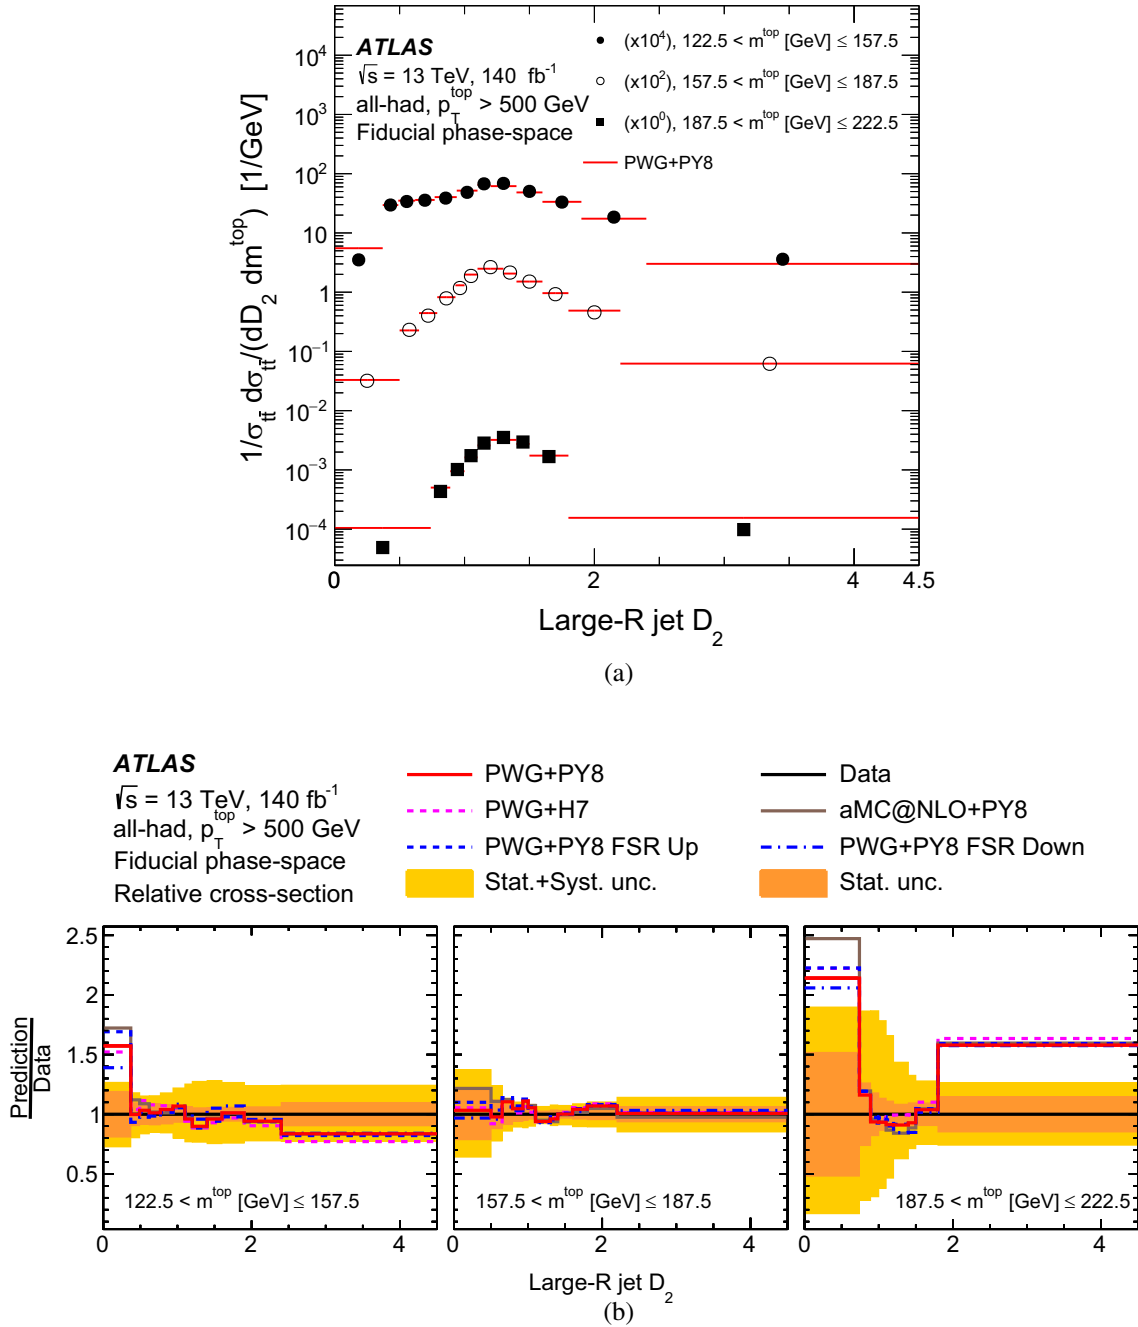 ATLAS
√s = 13 TeV, 140 fb⁻¹
all-had, p_T^top > 500 GeV
Fiducial phase-space
(x10⁴), 122.5 < m^top [GeV] ≤ 157.5
(x10²), 157.5 < m^top [GeV] ≤ 187.5
(x10⁰), 187.5 < m^top [GeV] ≤ 222.5
PWG+PY8
1/σ_tt̄ dσ_tt̄/(dD₂ dm^top) [1/GeV]
10⁴
10³
10²
10
1
10⁻¹
10⁻²
10⁻³
10⁻⁴
0 2 4 4.5
Large-R jet D₂
(a)
ATLAS
√s = 13 TeV, 140 fb⁻¹
all-had, p_T^top > 500 GeV
Fiducial phase-space
Relative cross-section
PWG+PY8
PWG+H7
PWG+PY8 FSR Up
Stat.+Syst. unc.
Data
aMC@NLO+PY8
PWG+PY8 FSR Down
Stat. unc.
Prediction
Data
2.5
2
1.5
1
0.5
122.5 < m^top [GeV] ≤ 157.5
157.5 < m^top [GeV] ≤ 187.5
187.5 < m^top [GeV] ≤ 222.5
0 2 4 0 2 4 0 2 4
Large-R jet D₂
(b)